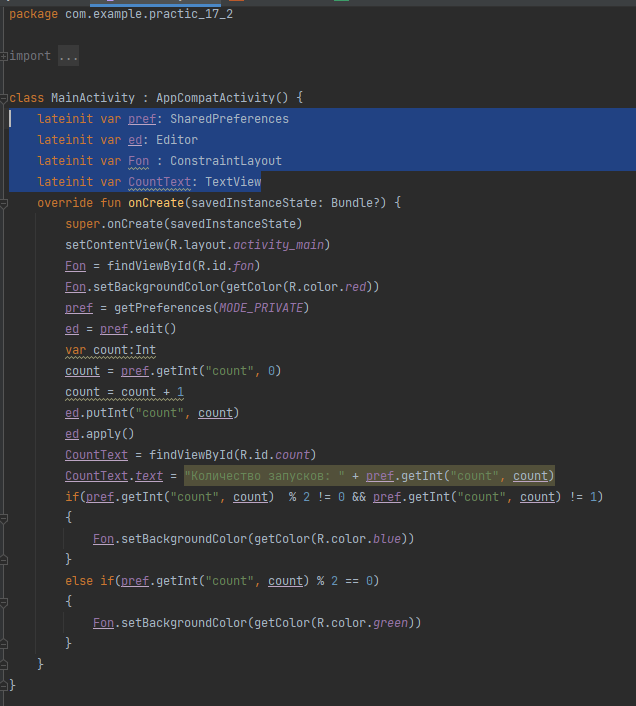 package com.example.practic_17_2
import ...
class MainActivity : AppCompatActivity() {
    lateinit var pref: SharedPreferences
    lateinit var ed: Editor
    lateinit var Fon : ConstraintLayout
    lateinit var CountText: TextView
    override fun onCreate(savedInstanceState: Bundle?) {
        super.onCreate(savedInstanceState)
        setContentView(R.layout.activity_main)
        Fon = findViewById(R.id.fon)
        Fon.setBackgroundColor(getColor(R.color.red))
        pref = getPreferences(MODE_PRIVATE)
        ed = pref.edit()
        var count:Int
        count = pref.getInt("count", 0)
        count = count + 1
        ed.putInt("count", count)
        ed.apply()
        CountText = findViewById(R.id.count)
        CountText.text = "Количество запусков: " + pref.getInt("count", count)
        if(pref.getInt("count", count)  % 2 != 0 && pref.getInt("count", count) != 1)
        {
            Fon.setBackgroundColor(getColor(R.color.blue))
        }
        else if(pref.getInt("count", count) % 2 == 0)
        {
            Fon.setBackgroundColor(getColor(R.color.green))
        }
    }
}